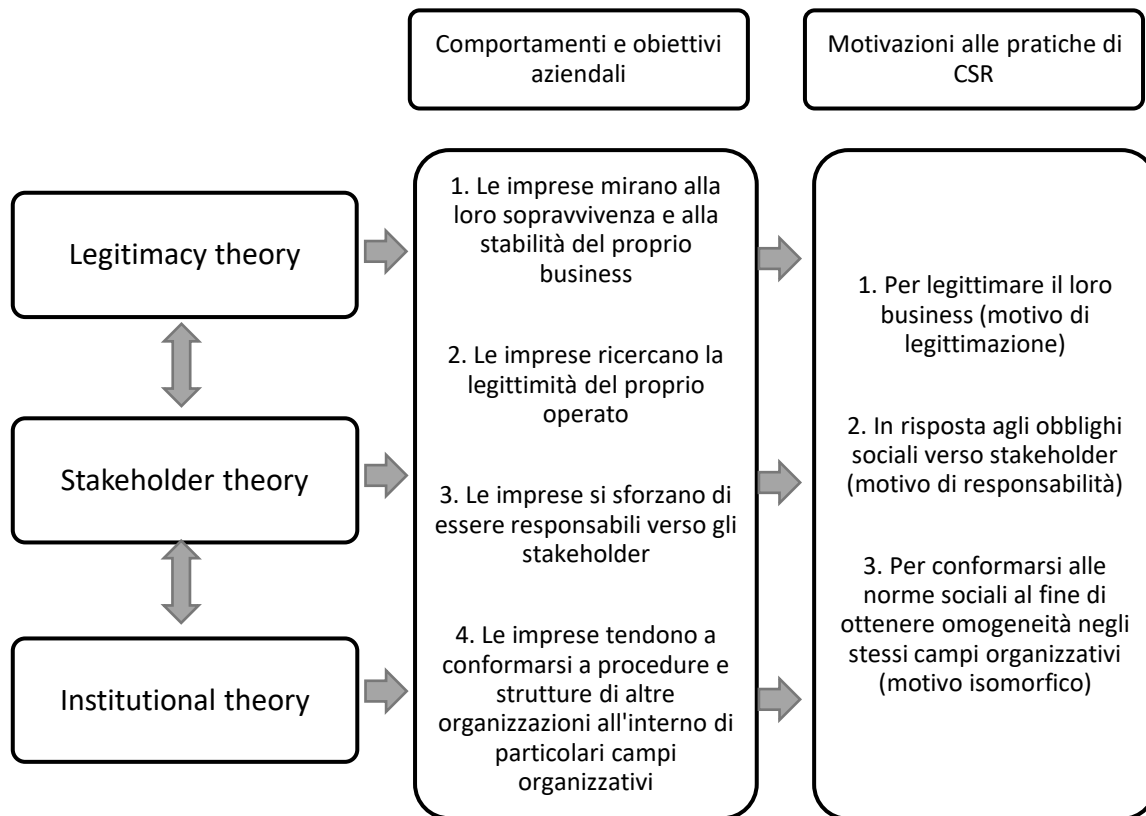 Comportamenti e obiettivi
aziendali
Motivazioni alle pratiche di
CSR
Legitimacy theory
Stakeholder theory
Institutional theory
1. Le imprese mirano alla
loro sopravvivenza e alla
stabilità del proprio
business
2. Le imprese ricercano la
legittimità del proprio
operato
3. Le imprese si sforzano di
essere responsabili verso gli
stakeholder
4. Le imprese tendono a
conformarsi a procedure e
strutture di altre
organizzazioni all'interno di
particolari campi
organizzativi
1. Per legittimare il loro
business (motivo di
legittimazione)
2. In risposta agli obblighi
sociali verso stakeholder
(motivo di responsabilità)
3. Per conformarsi alle
norme sociali al fine di
ottenere omogeneità negli
stessi campi organizzativi
(motivo isomorfico)